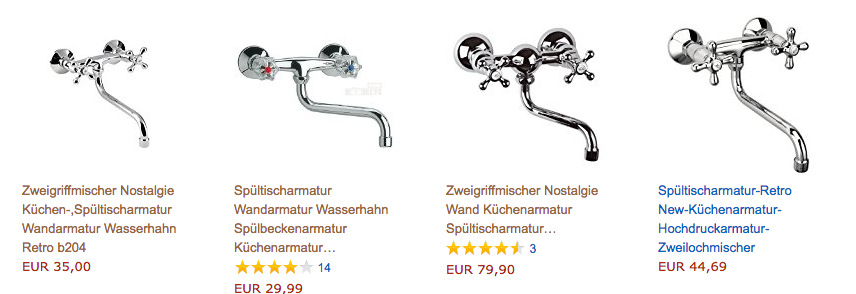 Zweigriffmischer Nostalgie
Küchen-,Spültischarmatur
Wandarmatur Wasserhahn
Retro b204
EUR 35,00
Spültischarmatur
Wandarmatur Wasserhahn
Spülbeckenarmatur
Küchenarmatur…
14
EUR 29,99
Zweigriffmischer Nostalgie
Wand Küchenarmatur
Spültischarmatur…
3
EUR 79,90
Spültischarmatur-Retro
New-Küchenarmatur-
Hochdruckarmatur-
Zweilochmischer
EUR 44,69